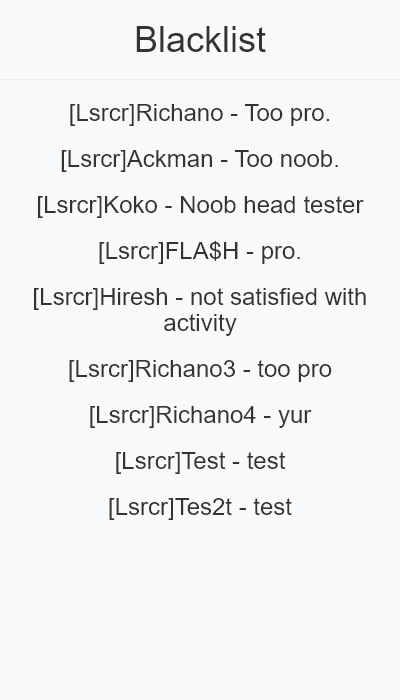 Blacklist
[Lsrcr]Richano - Too pro.
[Lsrcr]Ackman - Too noob.
[Lsrcr]Koko - Noob head tester
[Lsrcr]FLA$H - pro.
[Lsrcr]Hiresh - not satisfied with
activity
[Lsrcr]Richano3 - too pro
[Lsrcr]Richano4 - yur
[Lsrcr]Test - test
[Lsrcr]Tes2t - test